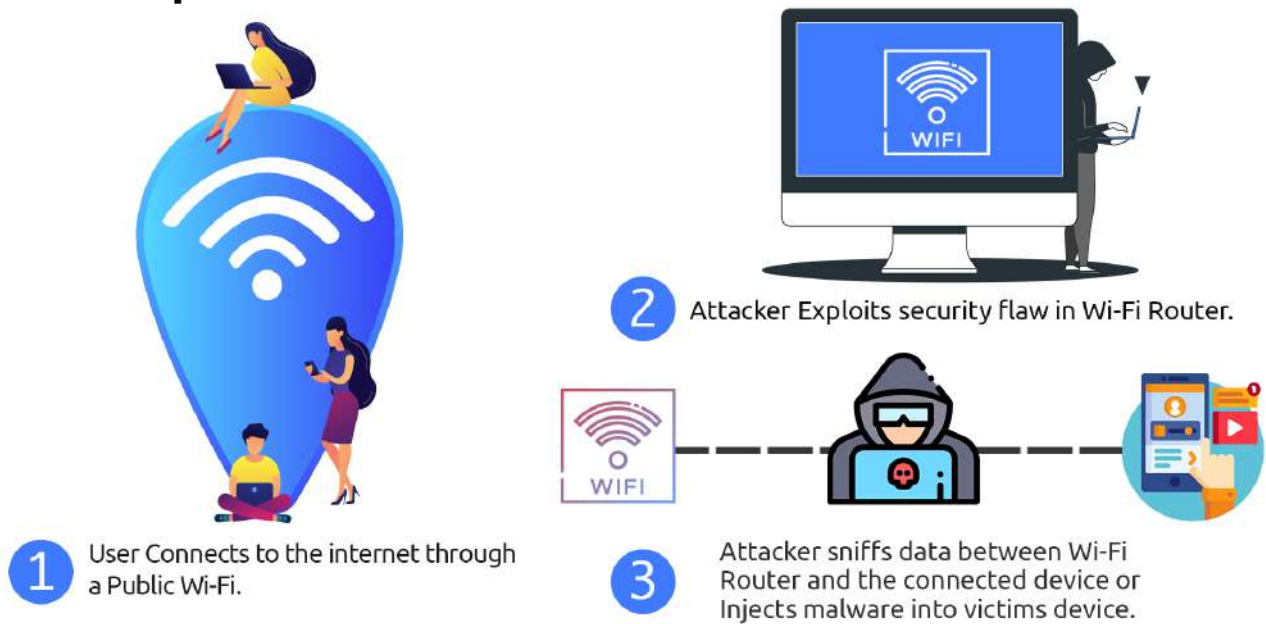 WIFI
2
Attacker Exploits security flaw in Wi-Fi Router.
WIFI
1
1
User Connects to the internet through
a Public Wi-Fi.
3
Attacker sniffs data between Wi-Fi
Router and the connected device or
Injects malware into victims device.